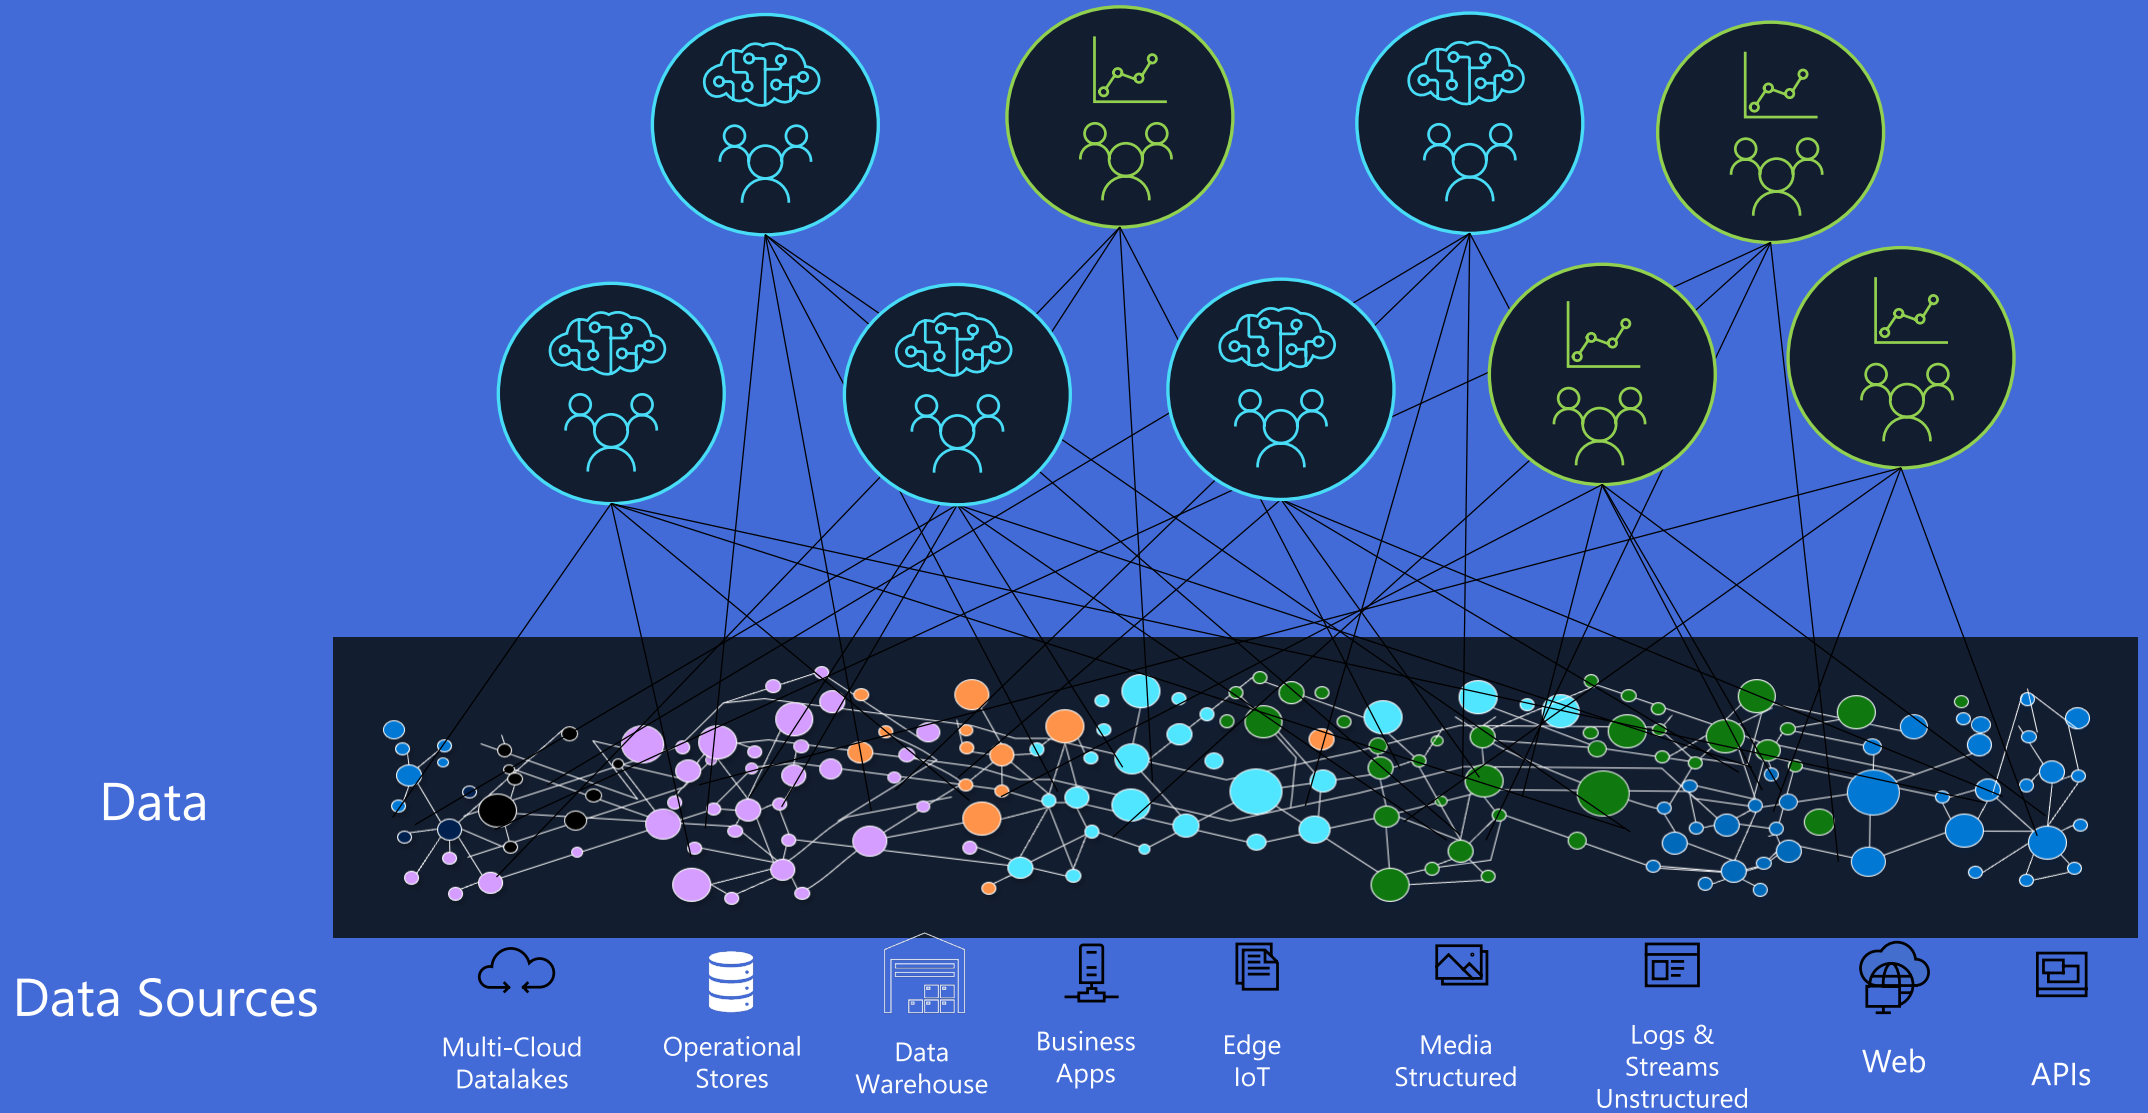 Data
Data Sources
Multi-Cloud
Datalakes
Operational
Stores
Data
Warehouse
Business
Apps
Edge
IoT
Media
Structured
Logs &
Streams
Unstructured
Web
APIs